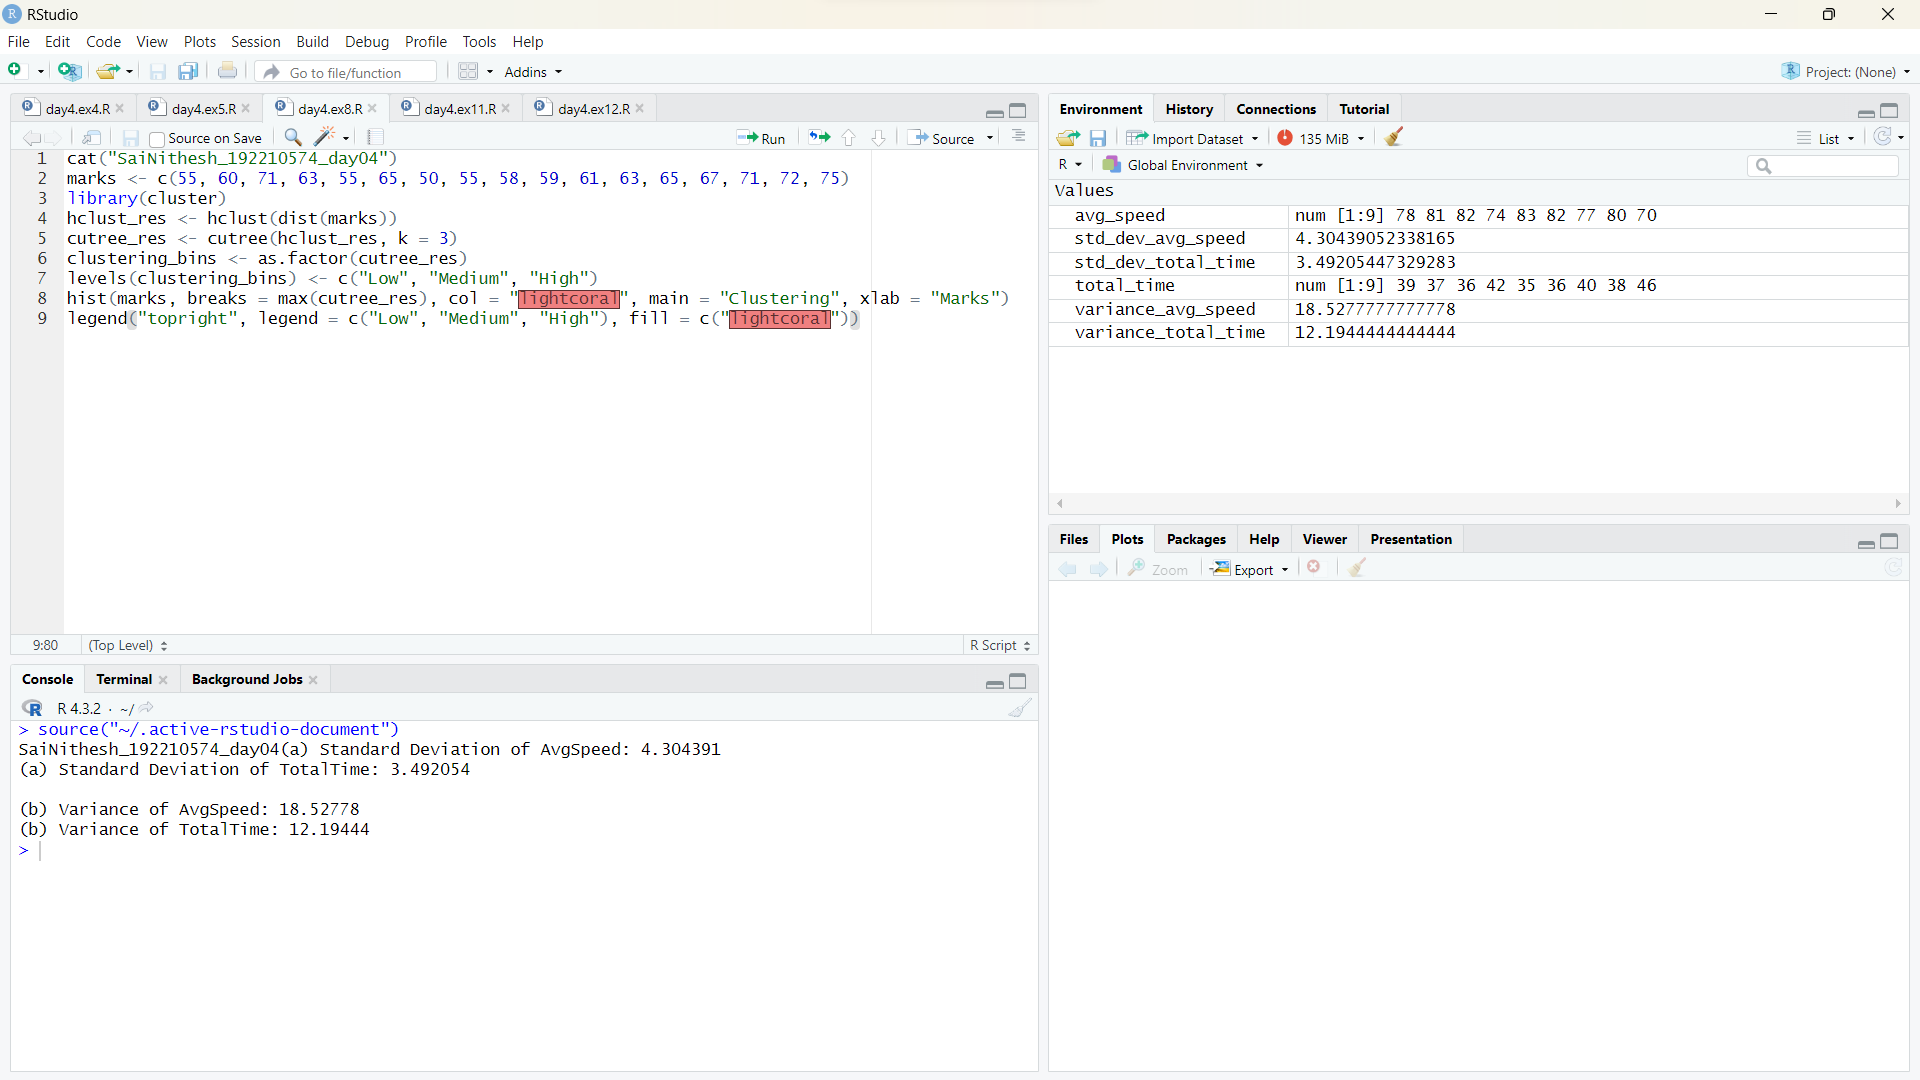 RStudio
File Edit Code View Plots Session Build Debug Profile Tools Help
Go to file/function Addins Project: (None)
day4.ex4.R day4.ex5.R day4.ex8.R day4.ex11.R day4.ex12.R
Source on Save Run Source
1 cat("SaiNithesh_192210574_day04")
2 marks <- c(55, 60, 71, 63, 55, 65, 50, 55, 58, 59, 61, 63, 65, 67, 71, 72, 75)
3 library(cluster)
4 hclust_res <- hclust(dist(marks))
5 cutree_res <- cutree(hclust_res, k = 3)
6 clustering_bins <- as.factor(cutree_res)
7 levels(clustering_bins) <- c("Low", "Medium", "High")
8 hist(marks, breaks = max(cutree_res), col = "lightcoral", main = "Clustering", xlab = "Marks")
9 legend("topright", legend = c("Low", "Medium", "High"), fill = c("lightcoral"))
9:80 (Top Level) R Script
Console Terminal Background Jobs
R 4.3.2 · ~/
> source("~/.active-rstudio-document")
SaiNithesh_192210574_day04(a) Standard Deviation of AvgSpeed: 4.304391
(a) Standard Deviation of TotalTime: 3.492054
(b) Variance of AvgSpeed: 18.52778
(b) Variance of TotalTime: 12.19444
>
Environment History Connections Tutorial
Import Dataset 135 MiB List
R Global Environment
Values
avg_speed num [1:9] 78 81 82 74 83 82 77 80 70
std_dev_avg_speed 4.30439052338165
std_dev_total_time 3.49205447329283
total_time num [1:9] 39 37 36 42 35 36 40 38 46
variance_avg_speed 18.5277777777778
variance_total_time 12.1944444444444
Files Plots Packages Help Viewer Presentation
Zoom Export